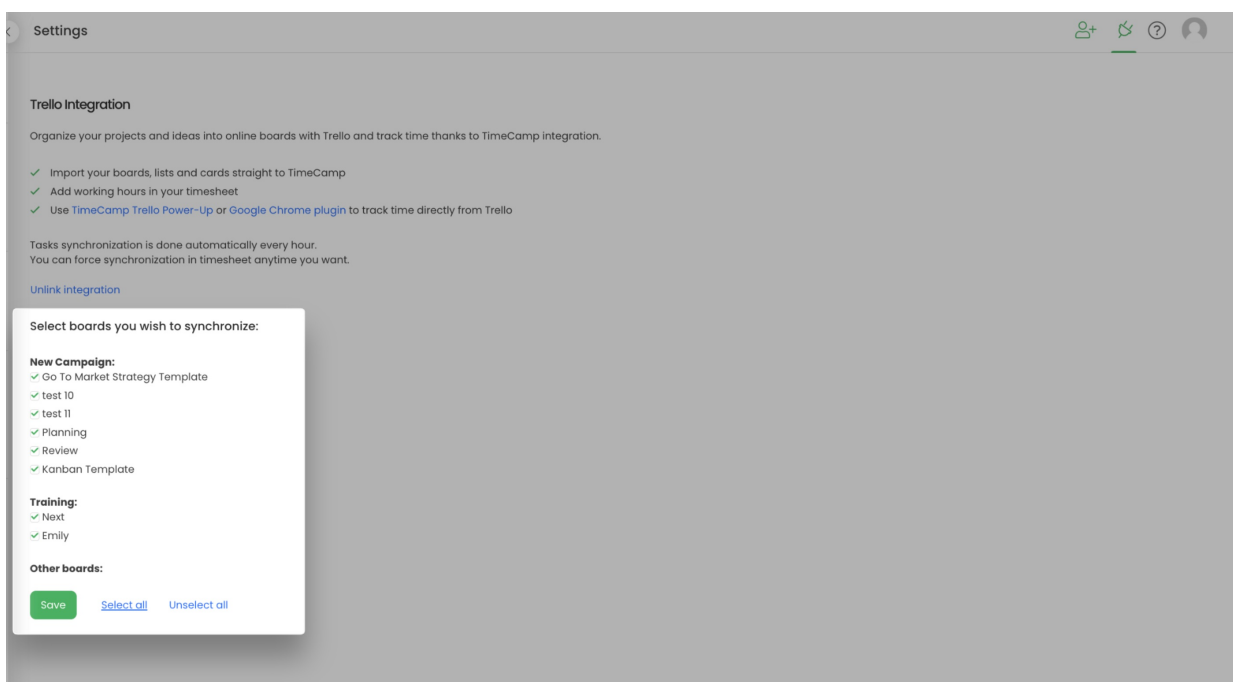 Settings
Trello Integration
Organize your projects and ideas into online boards with Trello and track time thanks to TimeCamp integration.
Import your boards, lists and cards straight to TimeCamp
Add working hours in your timesheet
Use TimeCamp Trello Power-Up or Google Chrome plugin to track time directly from Trello
Tasks synchronization is done automatically every hour.
You can force synchronization in timesheet anytime you want.
Unlink integration
Select boards you wish to synchronize:
New Campaign:
Go To Market Strategy Template
test 10
test 11
Planning
Review
Kanban Template
Training:
Next
Emily
Other boards:
Save Select all Unselect all